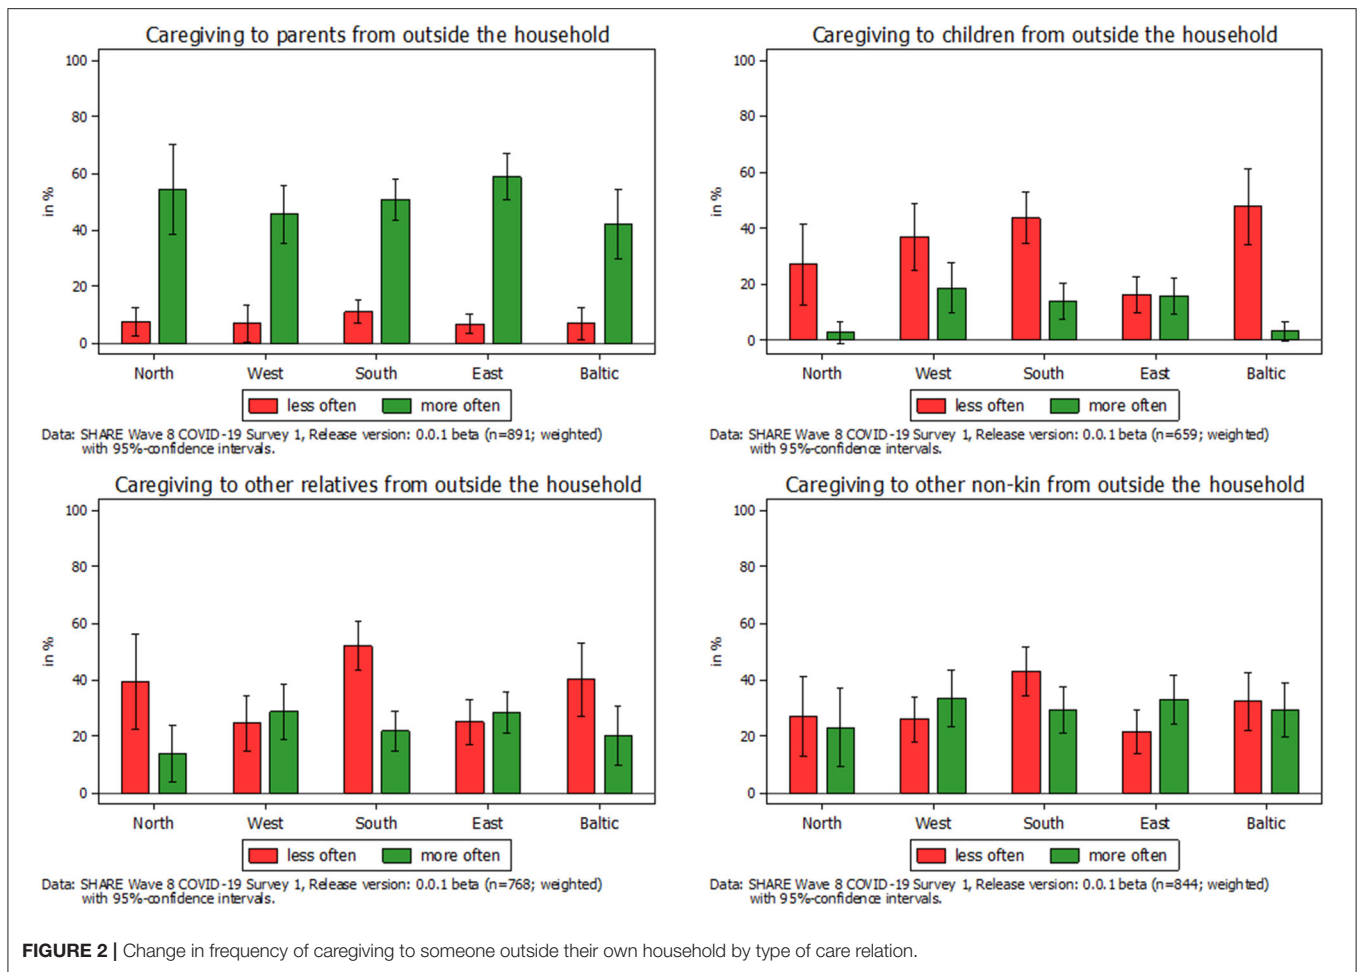 Caregiving to parents from outside the household
100
80
60
40
20
0
in %
North West South East Baltic
less often more often
Data: SHARE Wave 8 COVID-19 Survey 1, Release version: 0.0.1 beta (n=891; weighted)
with 95%-confidence intervals.
Caregiving to children from outside the household
100
80
60
40
20
0
in %
North West South East Baltic
less often more often
Data: SHARE Wave 8 COVID-19 Survey 1, Release version: 0.0.1 beta (n=659; weighted)
with 95%-confidence intervals.
Caregiving to other relatives from outside the household
100
80
60
40
20
0
in %
North West South East Baltic
less often more often
Data: SHARE Wave 8 COVID-19 Survey 1, Release version: 0.0.1 beta (n=768; weighted)
with 95%-confidence intervals.
Caregiving to other non-kin from outside the household
100
80
60
40
20
0
in %
North West South East Baltic
less often more often
Data: SHARE Wave 8 COVID-19 Survey 1, Release version: 0.0.1 beta (n=844; weighted)
with 95%-confidence intervals.
FIGURE 2 | Change in frequency of caregiving to someone outside their own household by type of care relation.